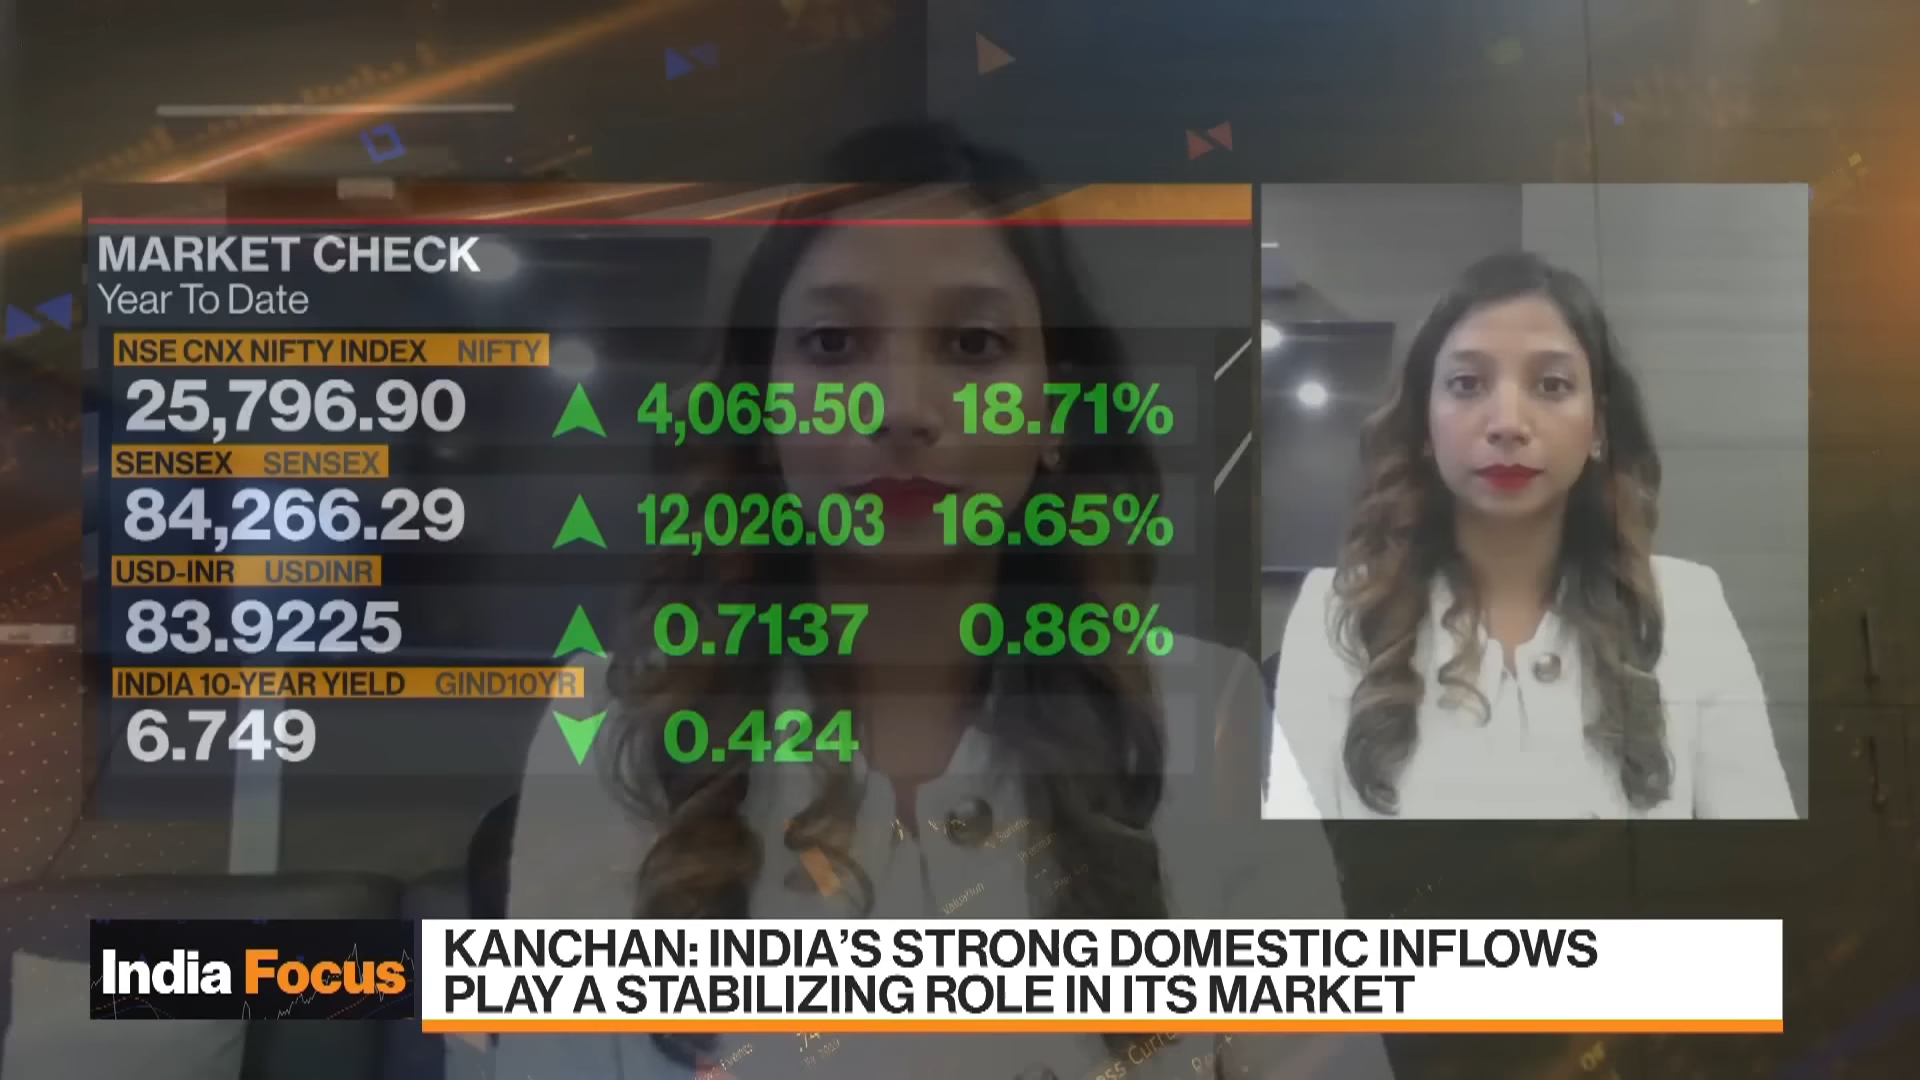 MARKET CHECK
Year To Date
NSE CNX NIFTY INDEX NIFTY
25,796.90 4,065.50 18.71%
SENSEX SENSEX
84,266.29 12,026.03 16.65%
USD-INR USDINR
83.9225 0.7137 0.86%
INDIA 10-YEAR YIELD GIND10YR
6.749 0.424
India Focus
KANCHAN: INDIA'S STRONG DOMESTIC INFLOWS
PLAY A STABILIZING ROLE IN ITS MARKET